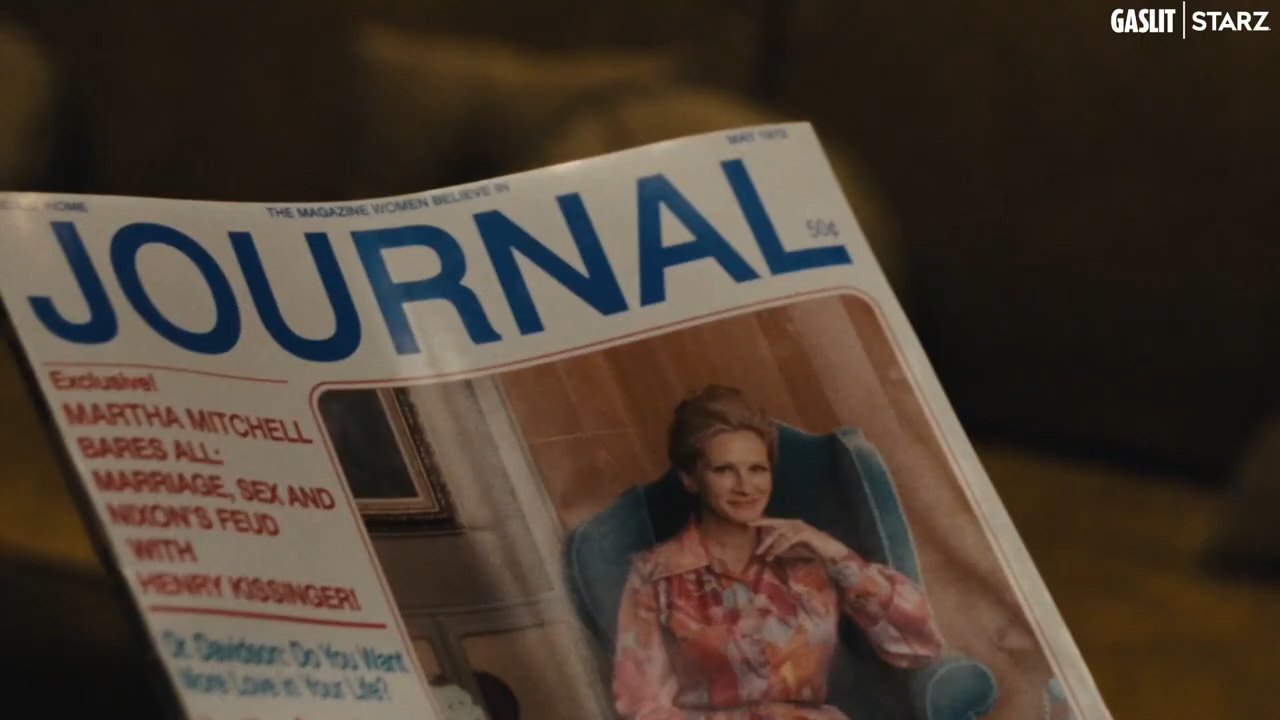 GASLIT | STARZ
MAY 1972
HOME
THE MAGAZINE WOMEN BELIEVE IN
JOURNAL
50¢
Exclusive!
MARTHA MITCHELL
BARES ALL:
MARRIAGE, SEX AND
NIXON'S FEUD
WITH
HENRY KISSINGER!
Dr. Davidson: Do You Want
More Love in Your Life?